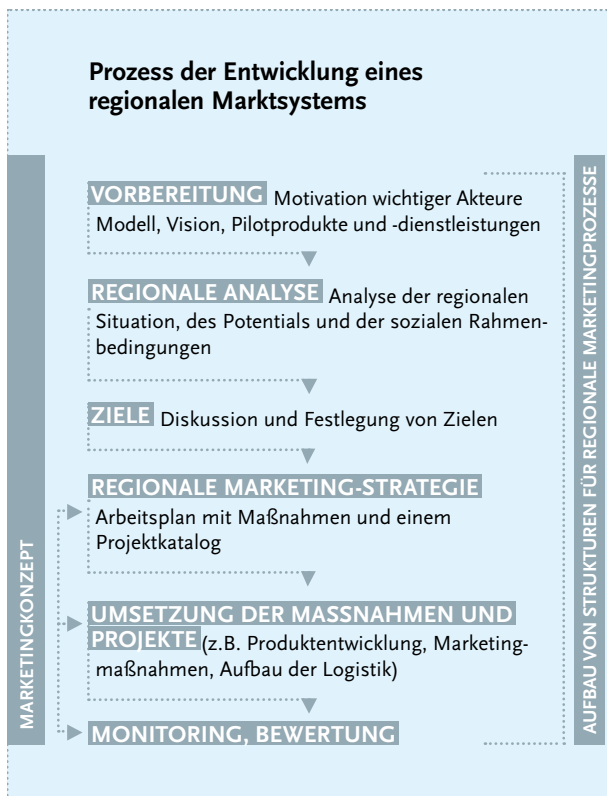 Prozess der Entwicklung eines
regionalen Marktsystems
VORBEREITUNG Motivation wichtiger Akteure
Modell, Vision, Pilotprodukte und -dienstleistungen
REGIONALE ANALYSE Analyse der regionalen
Situation, des Potentials und der sozialen Rahmen-
bedingungen
ZIELE Diskussion und Festlegung von Zielen
REGIONALE MARKETING-STRATEGIE
Arbeitsplan mit Maßnahmen und einem
Projektkatalog
UMSETZUNG DER MASSNAHMEN UND
PROJEKTE (z.B. Produktentwicklung, Marketing-
maßnahmen, Aufbau der Logistik)
MONITORING, BEWERTUNG
MARKETINGKONZEPT
AUFBAU VON STRUKTUREN FÜR REGIONALE MARKETINGPROZESSE